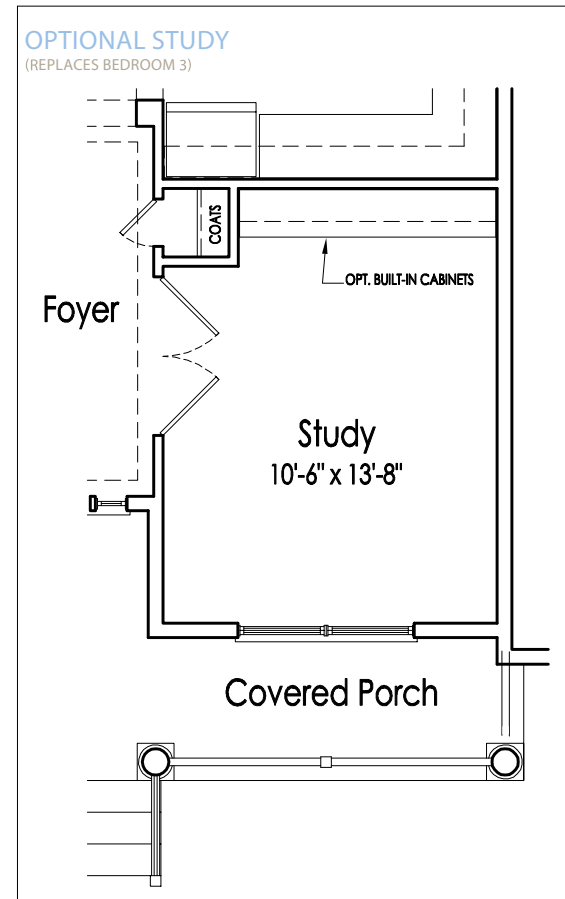 OPTIONAL STUDY
(REPLACES BEDROOM 3)
COATS
OPT. BUILT-IN CABINETS
Foyer
Study
10'-6" x 13'-8"
Covered Porch